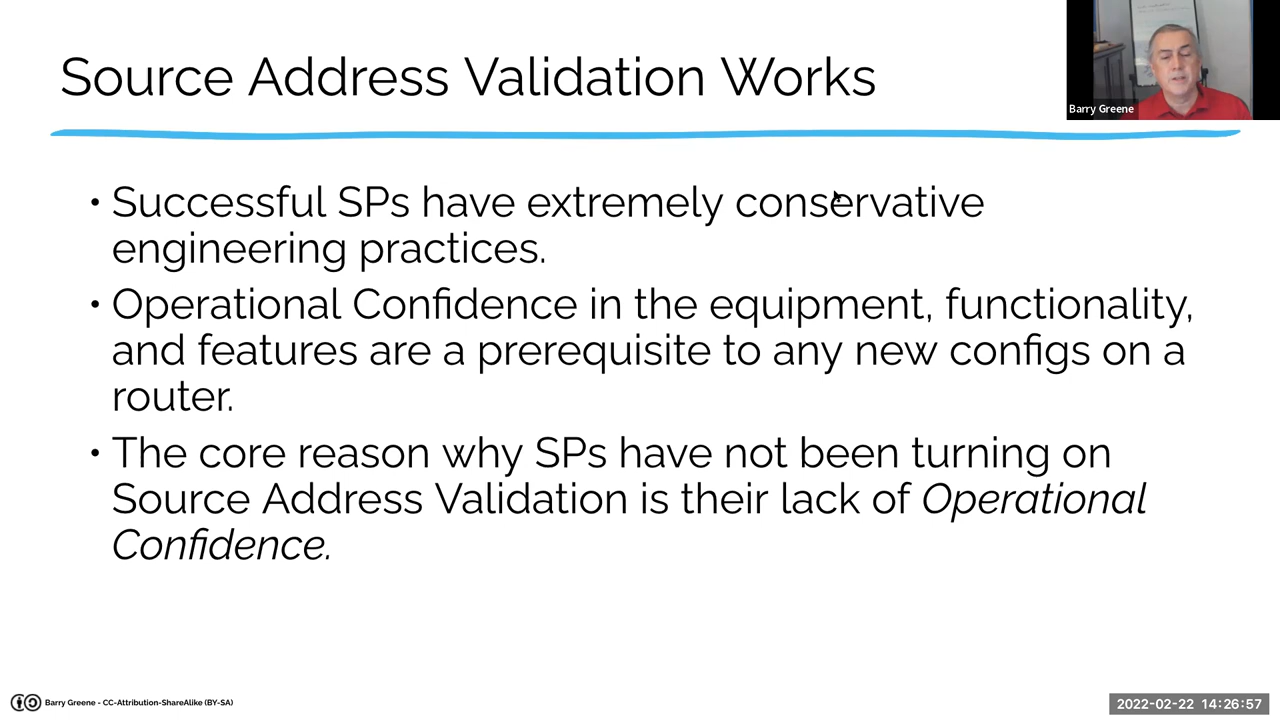 Source Address Validation Works
Barry Greene
• Successful SPs have extremely conservative
engineering practices.
• Operational Confidence in the equipment, functionality,
and features are a prerequisite to any new configs on a
router.
• The core reason why SPs have not been turning on
Source Address Validation is their lack of Operational
Confidence.
Barry Greene - CC-Attribution-ShareAlike (BY-SA)
2022-02-22 14:26:57